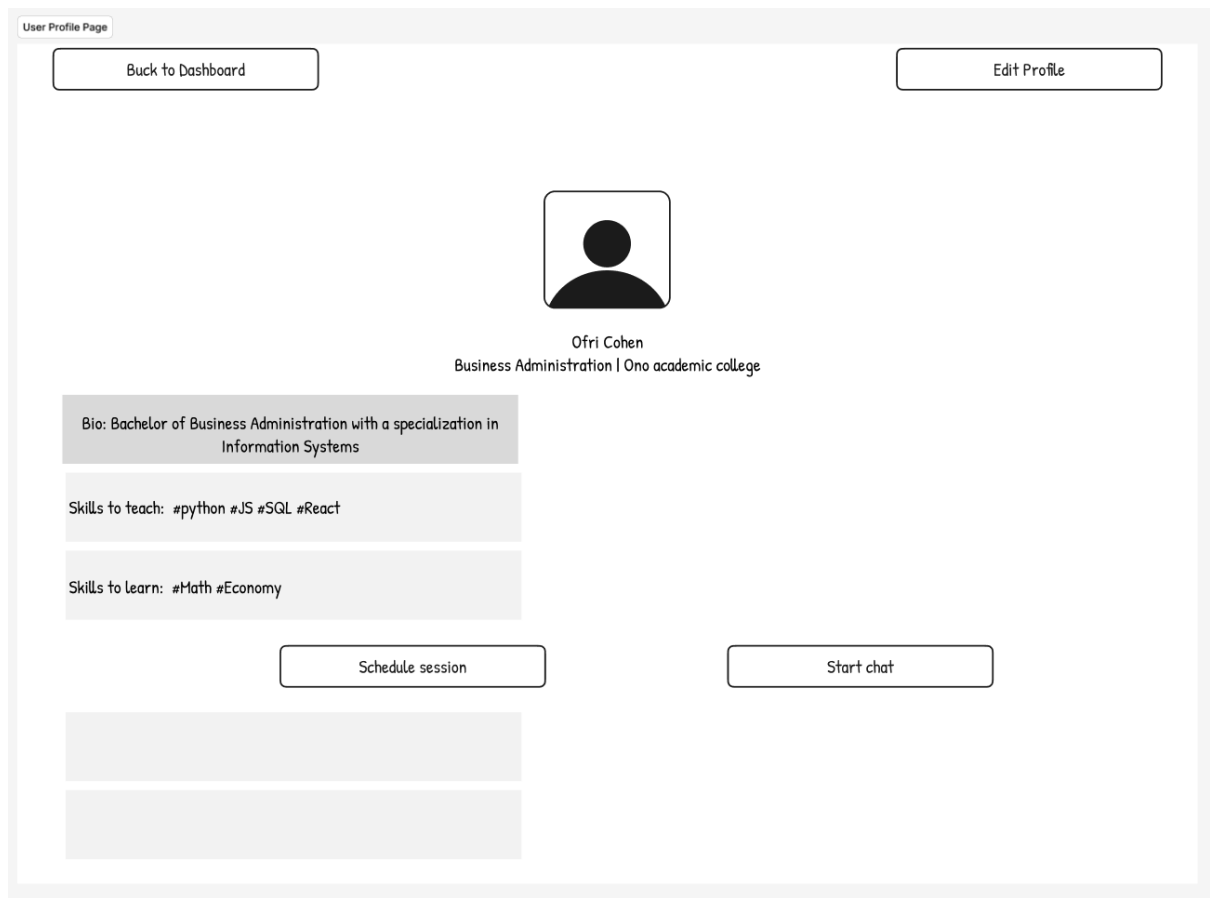 User Profile Page
Buck to Dashboard
Edit Profile
Ofri Cohen
Business Administration | Ono academic college
Bio: Bachelor of Business Administration with a specialization in
Information Systems
Skills to teach: #python #JS #SQL #React
Skills to learn: #Math #Economy
Schedule session
Start chat